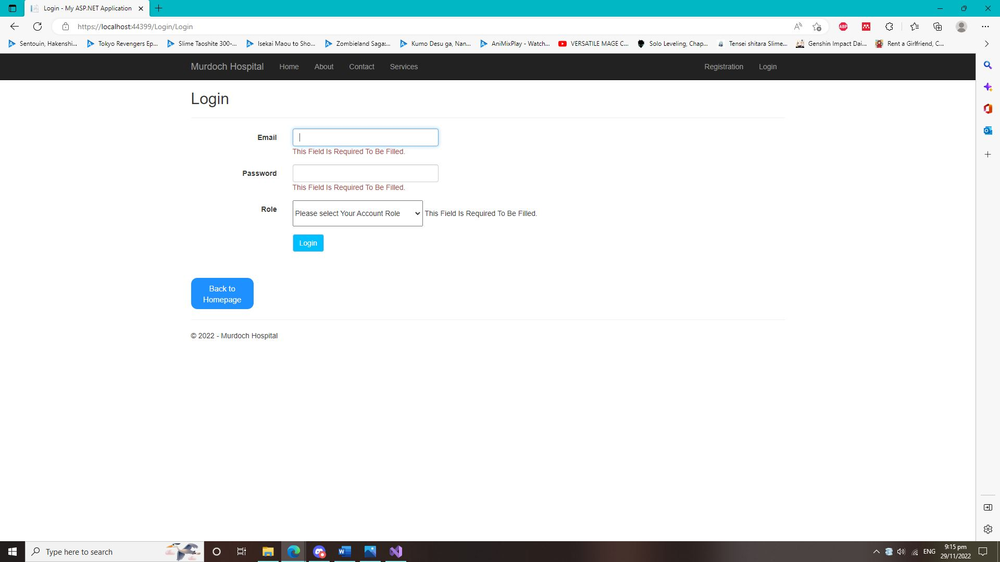 Login - My ASP.NET Application
https://localhost:44399/Login/Login
ABP
Sentouin, Hakenshi... Tokyo Revengers Ep... Slime Taoshite 300-... Isekai Maou to Sho... Zombieland Saga:... Kumo Desu ga, Nan... AniMixPlay - Watch... VERSATILE MAGE C... Solo Leveling, Chap... Tensei shitara Slime... Genshin Impact Dai... Rent a Girlfriend, C...
Murdoch Hospital Home About Contact Services Registration Login
Login
Email
This Field Is Required To Be Filled.
Password
This Field Is Required To Be Filled.
Role Please select Your Account Role This Field Is Required To Be Filled.
Login
Back to
Homepage
© 2022 - Murdoch Hospital
Type here to search
ENG
9:15 pm
29/11/2022